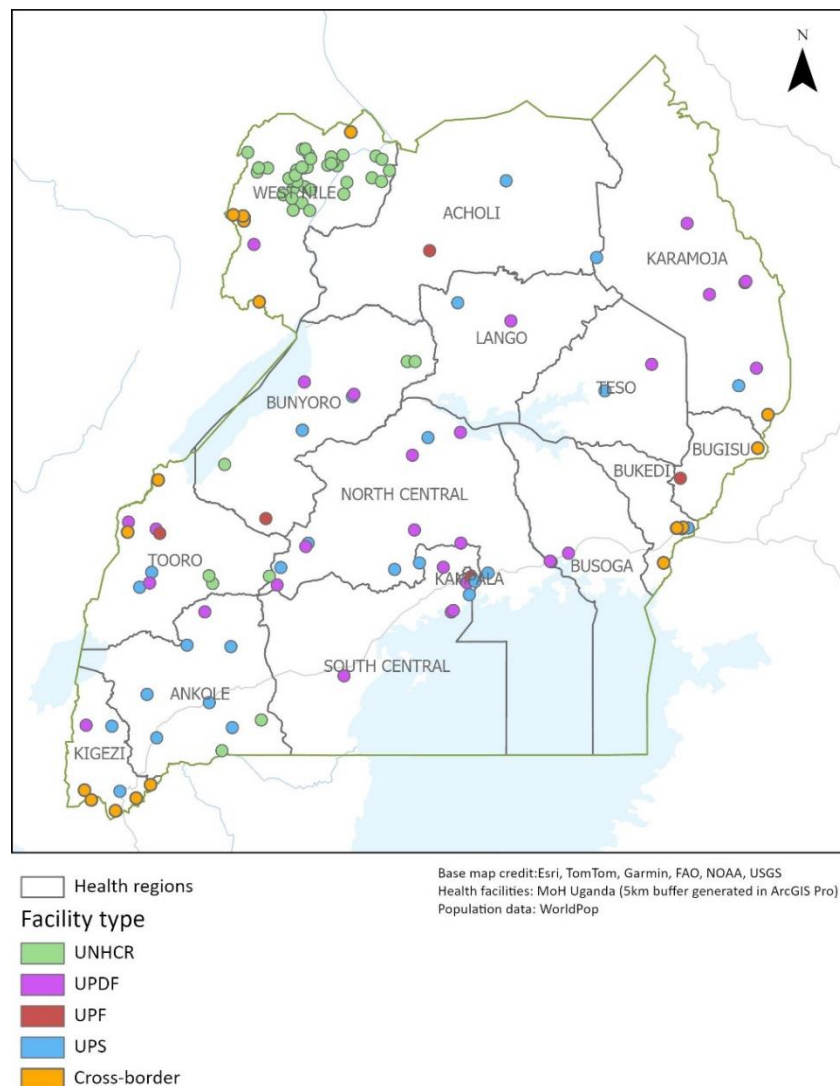 N
WEST NILE
ACHOLI
KARAMOJA
LANGO
TESO
BUNYORO
BUGISU
BUKEDI
NORTH CENTRAL
TOORO
KAMPALA
BUSOGA
SOUTH CENTRAL
ANKOLE
KIGEZI
Health regions
Facility type
UNHCR
UPDF
UPF
UPS
Cross-border
Base map credit:Esri, TomTom, Garmin, FAO, NOAA, USGS
Health facilities: MoH Uganda (5km buffer generated in ArcGIS Pro)
Population data: WorldPop